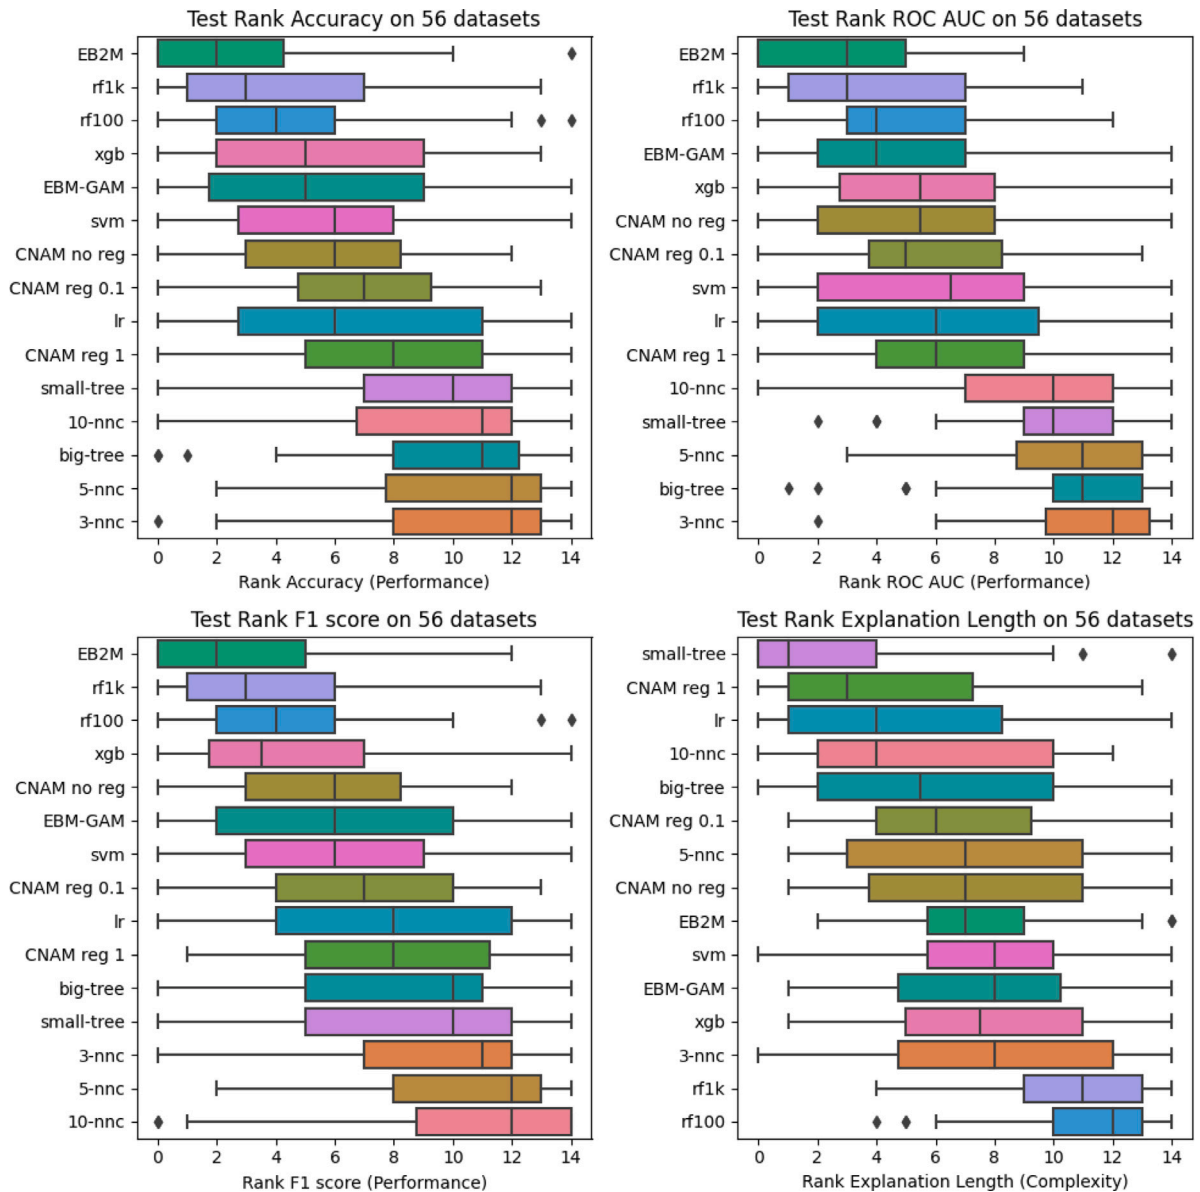 Test Rank Accuracy on 56 datasets
EB2M
rf1k
rf100
xgb
EBM-GAM
svm
CNAM no reg
CNAM reg 0.1
lr
CNAM reg 1
small-tree
10-nnc
big-tree
5-nnc
3-nnc
0 2 4 6 8 10 12 14
Rank Accuracy (Performance)
Test Rank ROC AUC on 56 datasets
EB2M
rf1k
rf100
EBM-GAM
xgb
CNAM no reg
CNAM reg 0.1
svm
lr
CNAM reg 1
10-nnc
small-tree
5-nnc
big-tree
3-nnc
0 2 4 6 8 10 12 14
Rank ROC AUC (Performance)
Test Rank F1 score on 56 datasets
EB2M
rf1k
rf100
xgb
CNAM no reg
EBM-GAM
svm
CNAM reg 0.1
lr
CNAM reg 1
big-tree
small-tree
3-nnc
5-nnc
10-nnc
0 2 4 6 8 10 12 14
Rank F1 score (Performance)
Test Rank Explanation Length on 56 datasets
small-tree
CNAM reg 1
lr
10-nnc
big-tree
CNAM reg 0.1
5-nnc
CNAM no reg
EB2M
svm
EBM-GAM
xgb
3-nnc
rf1k
rf100
0 2 4 6 8 10 12 14
Rank Explanation Length (Complexity)